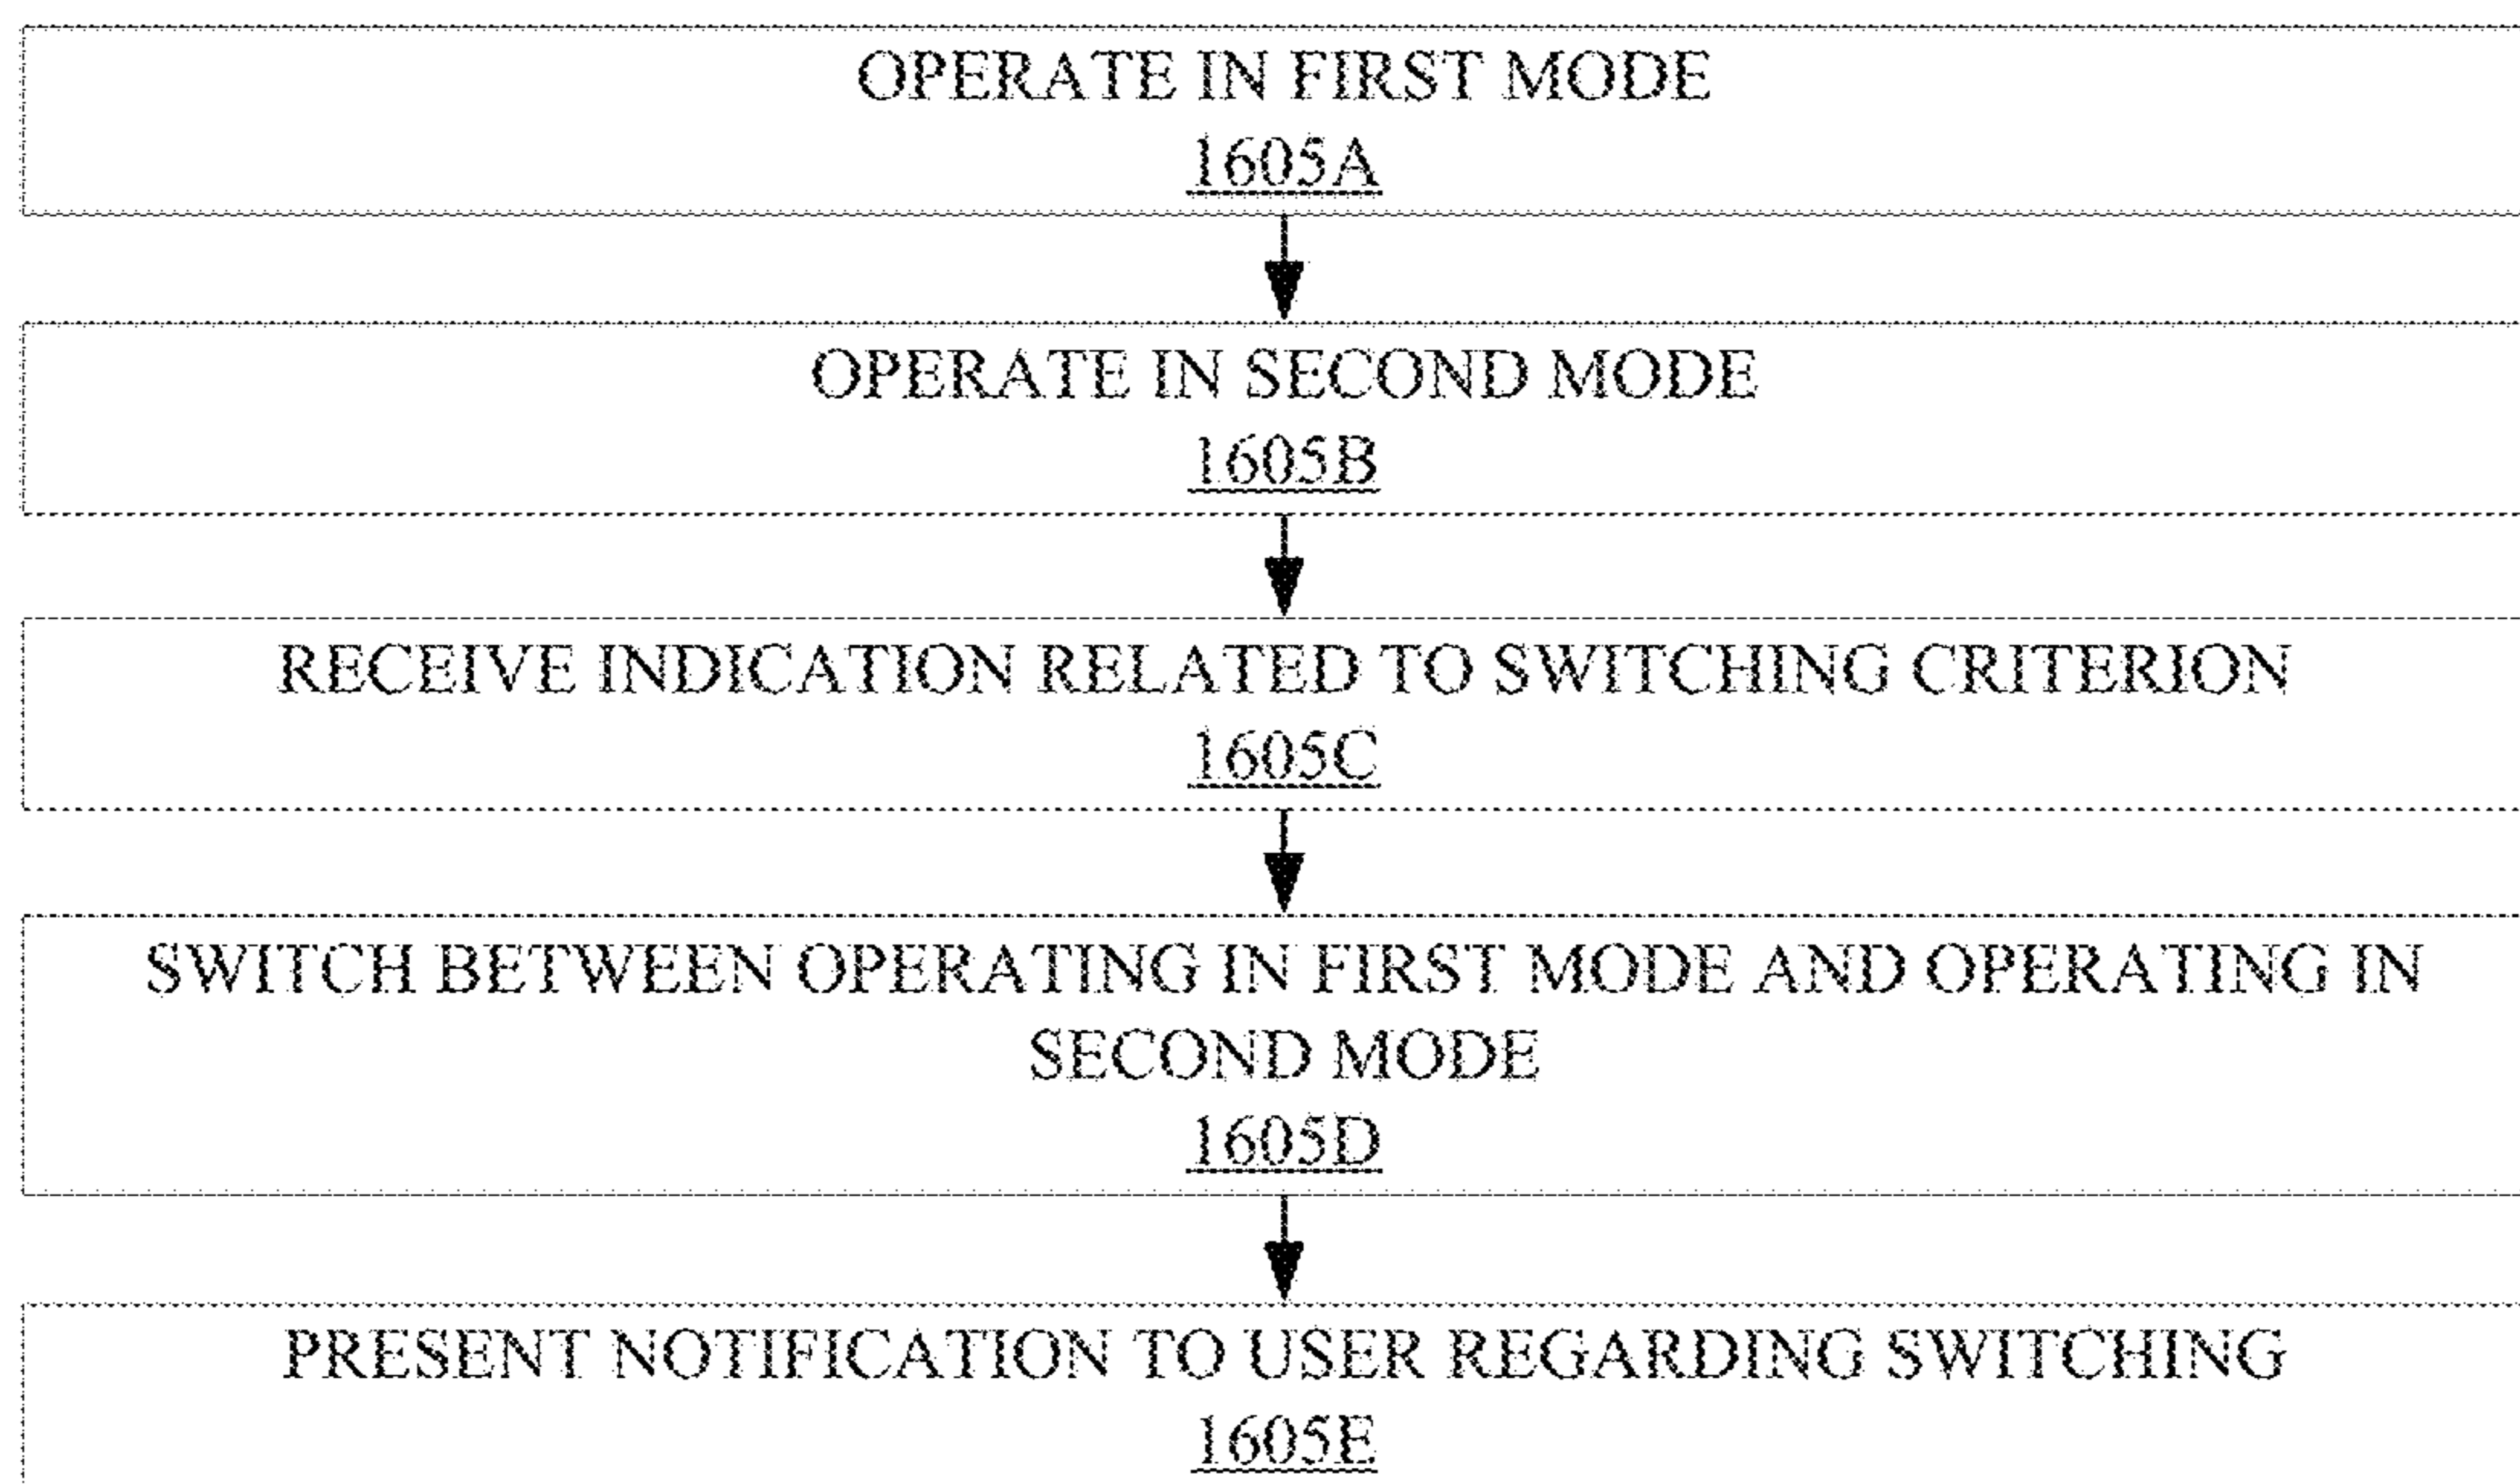 OPERATE IN FIRST MODE
1605A
OPERATE IN SECOND MODE
1605B
RECEIVE INDICATION RELATED TO SWITCHING CRITERION
1605C
SWITCH BETWEEN OPERATING IN FIRST MODE AND OPERATING IN
SECOND MODE
1605D
PRESENT NOTIFICATION TO USER REGARDING SWITCHING
1605E